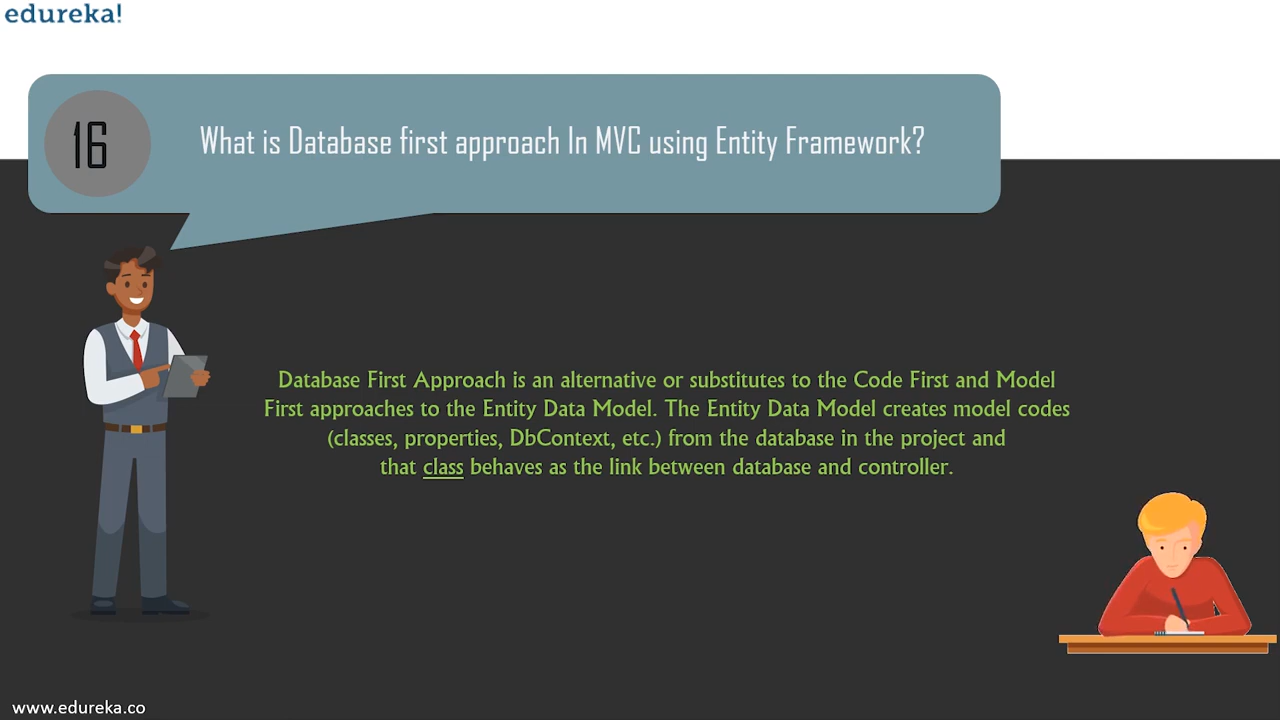 edureka!
16
What is Database first approach In MVC using Entity Framework?
Database First Approach is an alternative or substitutes to the Code First and Model
First approaches to the Entity Data Model. The Entity Data Model creates model codes
(classes, properties, DbContext, etc.) from the database in the project and
that class behaves as the link between database and controller.
www.edureka.co